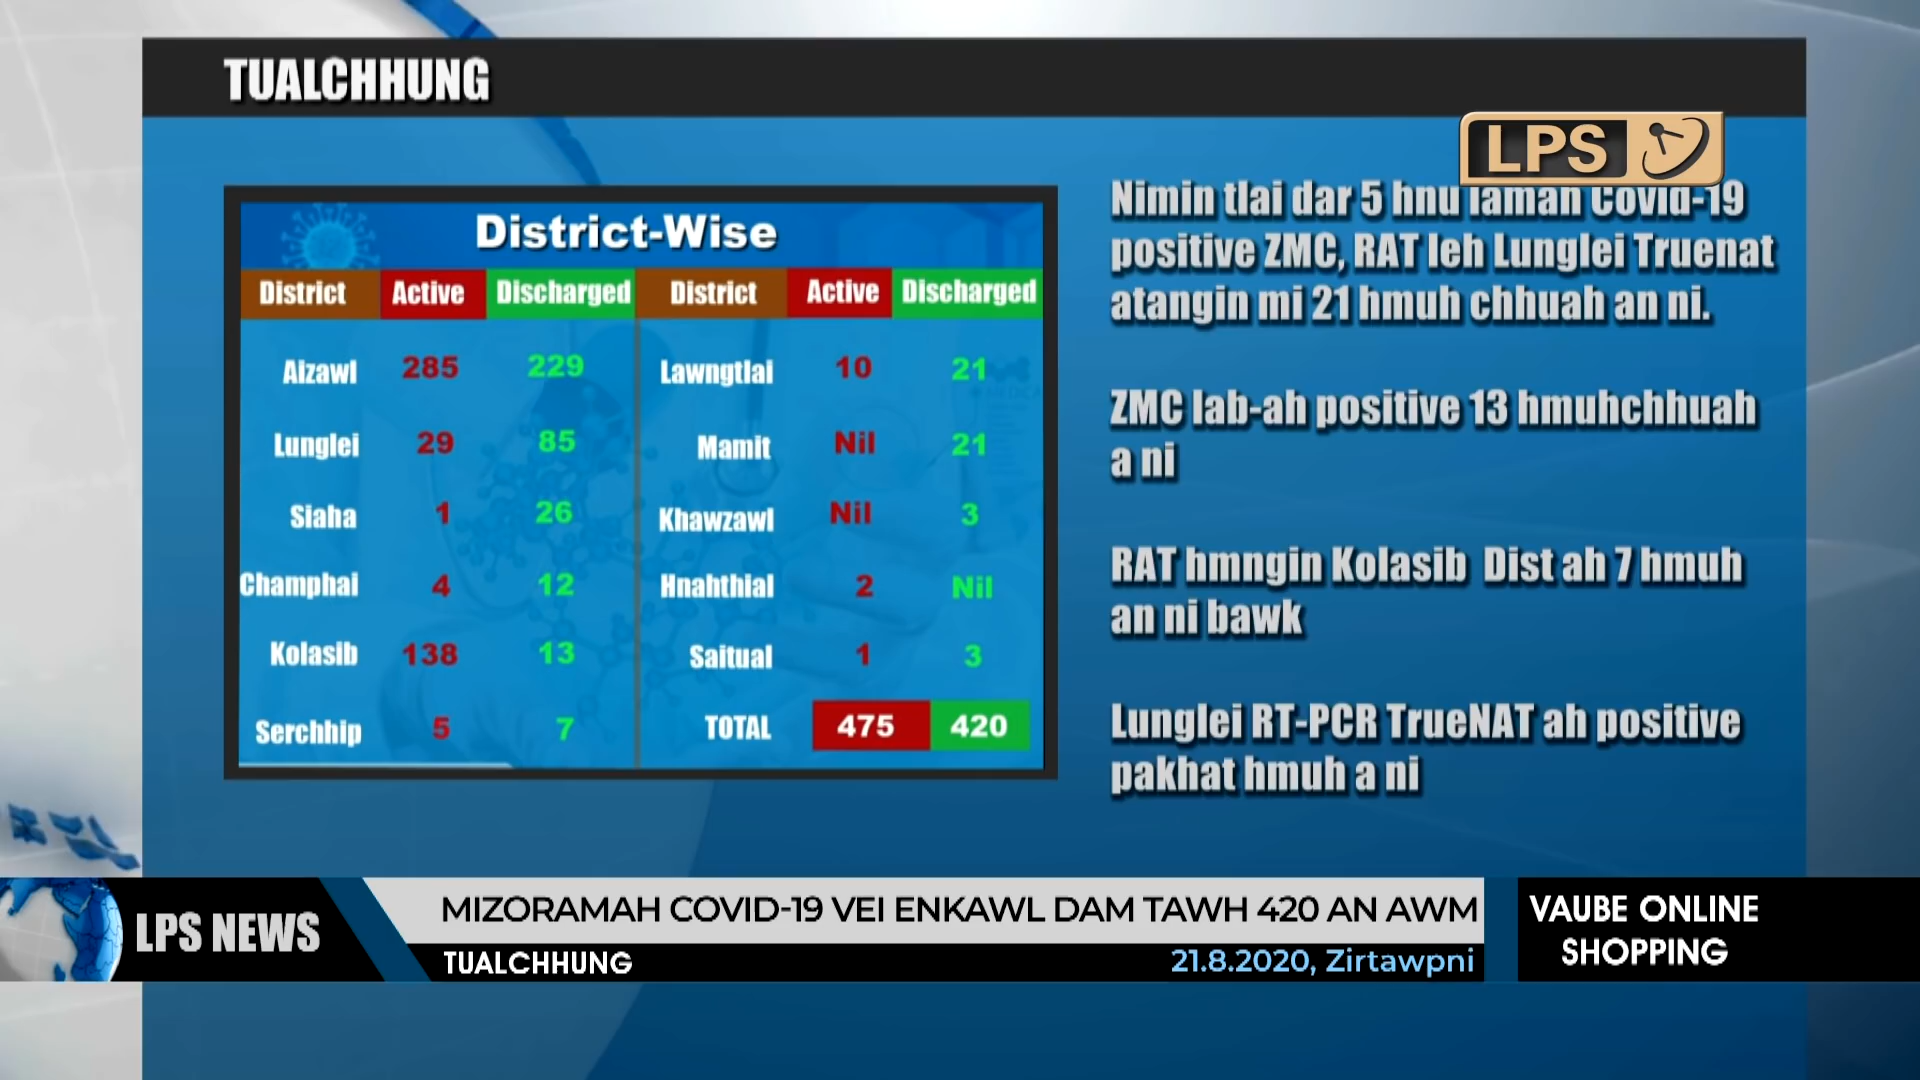 TUALCHHUNG
LPS
District-Wise
District Active Discharged District Active Discharged
Aizawl 285 229 Lawngtlai 10 21
Lunglei 29 85 Mamit Nil 21
Siaha 1 26 Khawzawl Nil 3
Champhai 4 12 Hnahthial 2 Nil
Kolasib 138 13 Saitual 1 3
Serchhip 5 7 TOTAL 475 420
Nimin tlai dar 5 hnu laman Covid-19
positive ZMC, RAT leh Lunglei Truenat
atangin mi 21 hmuh chhuah an ni.
ZMC lab-ah positive 13 hmuhchhuah
a ni
RAT hmngin Kolasib Dist ah 7 hmuh
an ni bawk
Lunglei RT-PCR TrueNAT ah positive
pakhat hmuh a ni
LPS NEWS
MIZORAMAH COVID-19 VEI ENKAWL DAM TAWH 420 AN AWM
TUALCHHUNG
21.8.2020, Zirtawpni
VAUBE ONLINE
SHOPPING